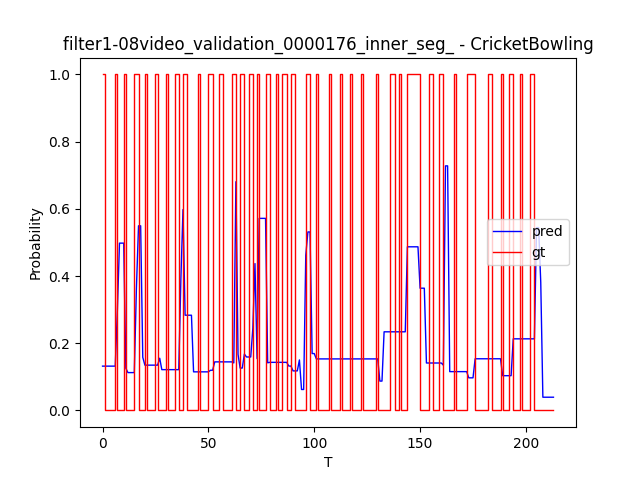 filter1-08video_validation_0000176_inner_seg_ - CricketBowling
1.0
0.8
0.6
0.4
0.2
0.0
Probability
pred
gt
0
50
100
150
200
T